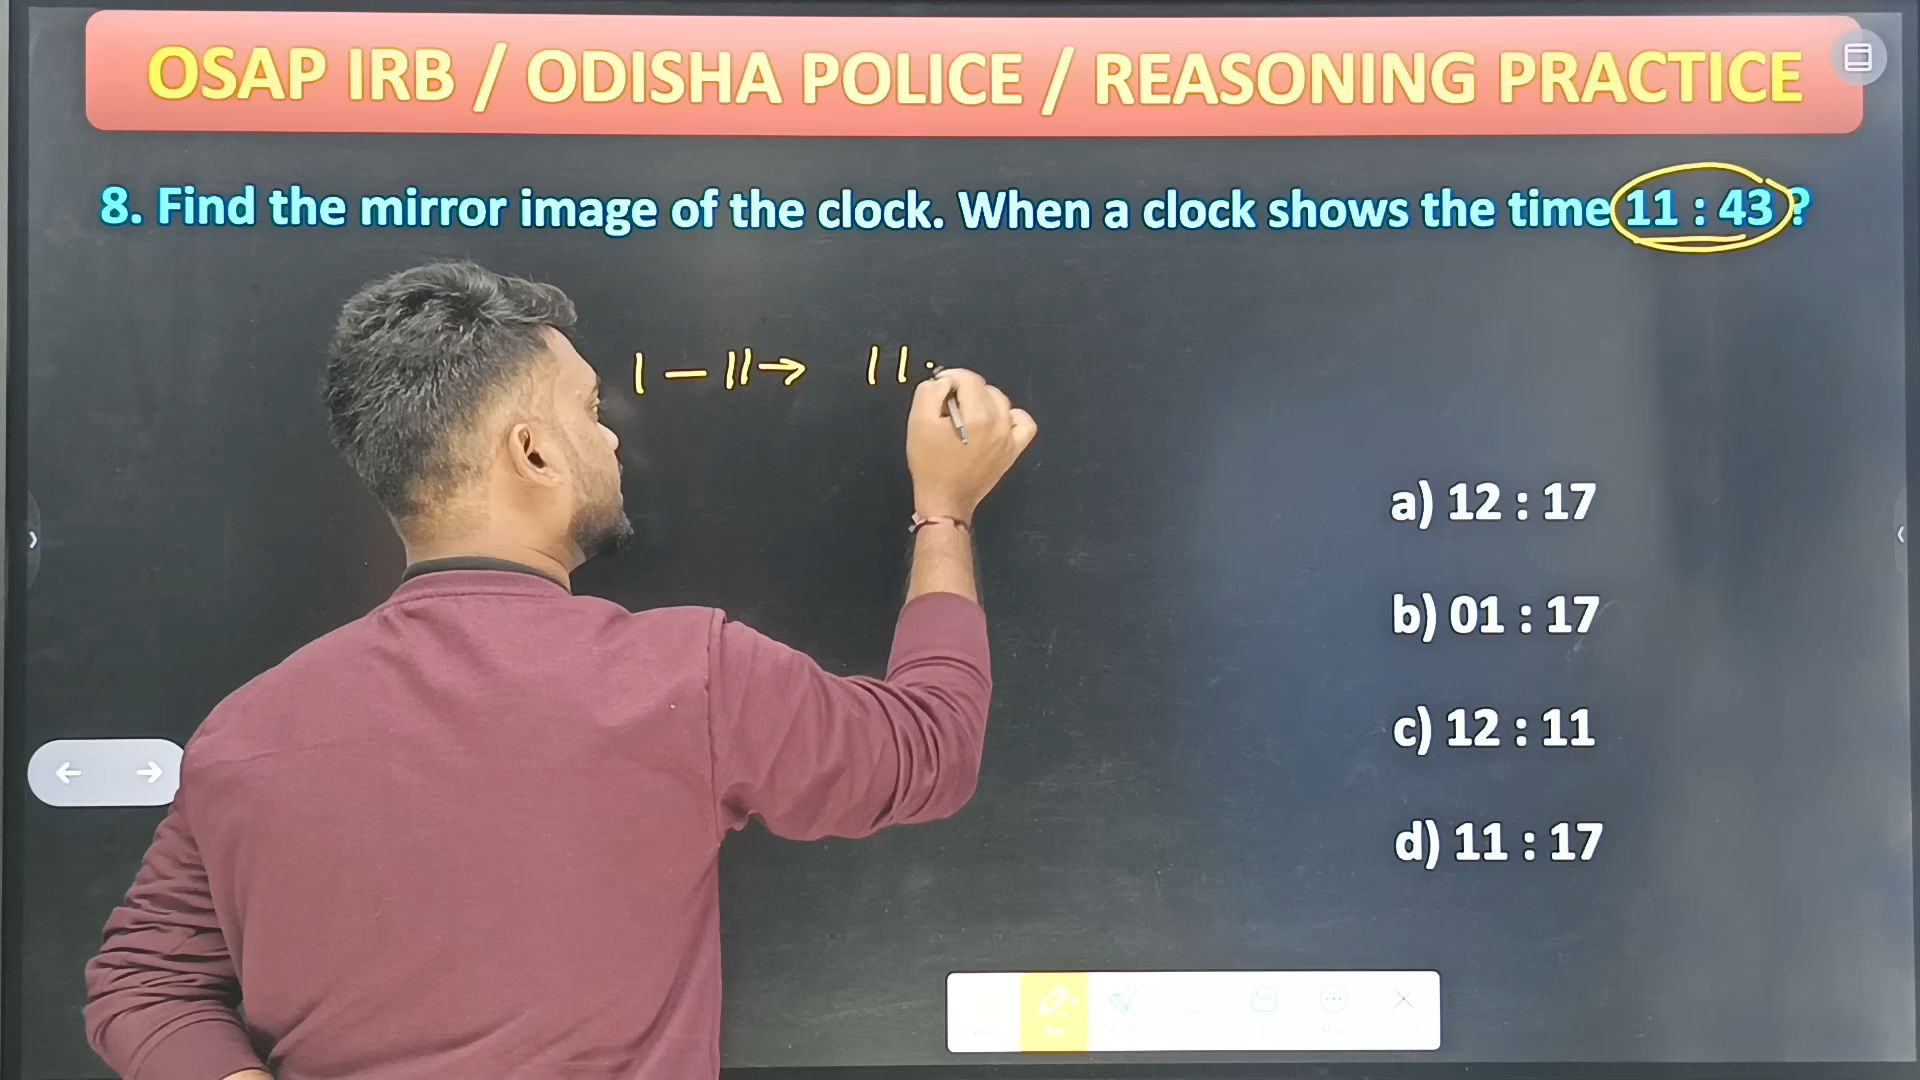 OSAP IRB / ODISHA POLICE / REASONING PRACTICE
8. Find the mirror image of the clock. When a clock shows the time 11 : 43 ?
1 – 11 → 11 :
a) 12 : 17
b) 01 : 17
c) 12 : 11
d) 11 : 17